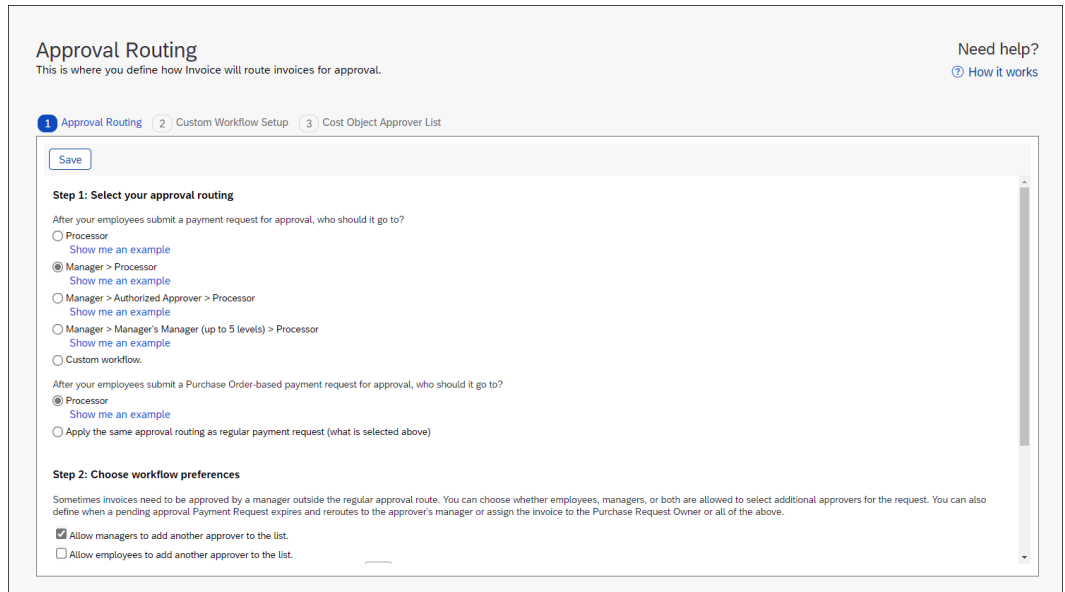 Approval Routing
Need help?
This is where you define how Invoice will route invoices for approval.
? How it works
1 Approval Routing 2 Custom Workflow Setup 3 Cost Object Approver List
Save
Step 1: Select your approval routing
After your employees submit a payment request for approval, who should it go to?
Processor
Show me an example
Manager > Processor
Show me an example
Manager > Authorized Approver > Processor
Show me an example
Manager > Manager's Manager (up to 5 levels) > Processor
Show me an example
Custom workflow.
After your employees submit a Purchase Order-based payment request for approval, who should it go to?
Processor
Show me an example
Apply the same approval routing as regular payment request (what is selected above)
Step 2: Choose workflow preferences
Sometimes invoices need to be approved by a manager outside the regular approval route. You can choose whether employees, managers, or both are allowed to select additional approvers for the request. You can also
define when a pending approval Payment Request expires and reroutes to the approver's manager or assign the invoice to the Purchase Request Owner or all of the above.
Allow managers to add another approver to the list.
Allow employees to add another approver to the list.